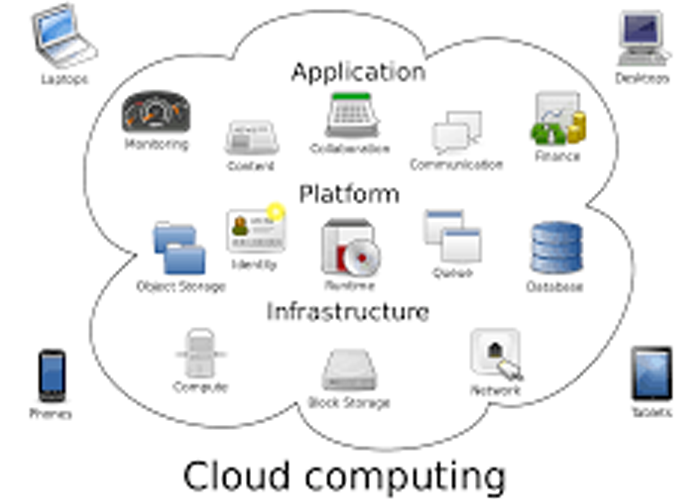 Laptops
Application
Desktops
Monitoring
Content
Collaboration
Communication
Finance
Platform
Object Storage
Identity
Runtime
Queue
Database
Infrastructure
Compute
Block Storage
Network
Phones
Tablets
Cloud computing